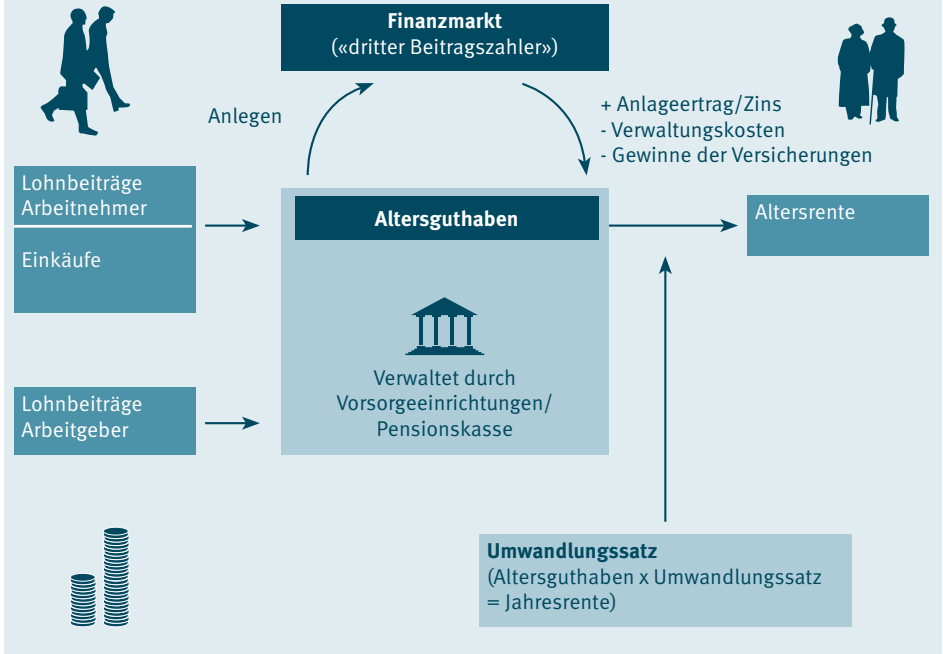 Finanzmarkt
(«dritter Beitragszahler»)
Anlegen
+ Anlageertrag/Zins
- Verwaltungskosten
- Gewinne der Versicherungen
Lohnbeiträge
Arbeitnehmer
Einkäufe
Altersguthaben
Altersrente
Verwaltet durch
Vorsorgeeinrichtungen/
Pensionskasse
Lohnbeiträge
Arbeitgeber
Umwandlungssatz
(Altersguthaben x Umwandlungssatz
= Jahresrente)